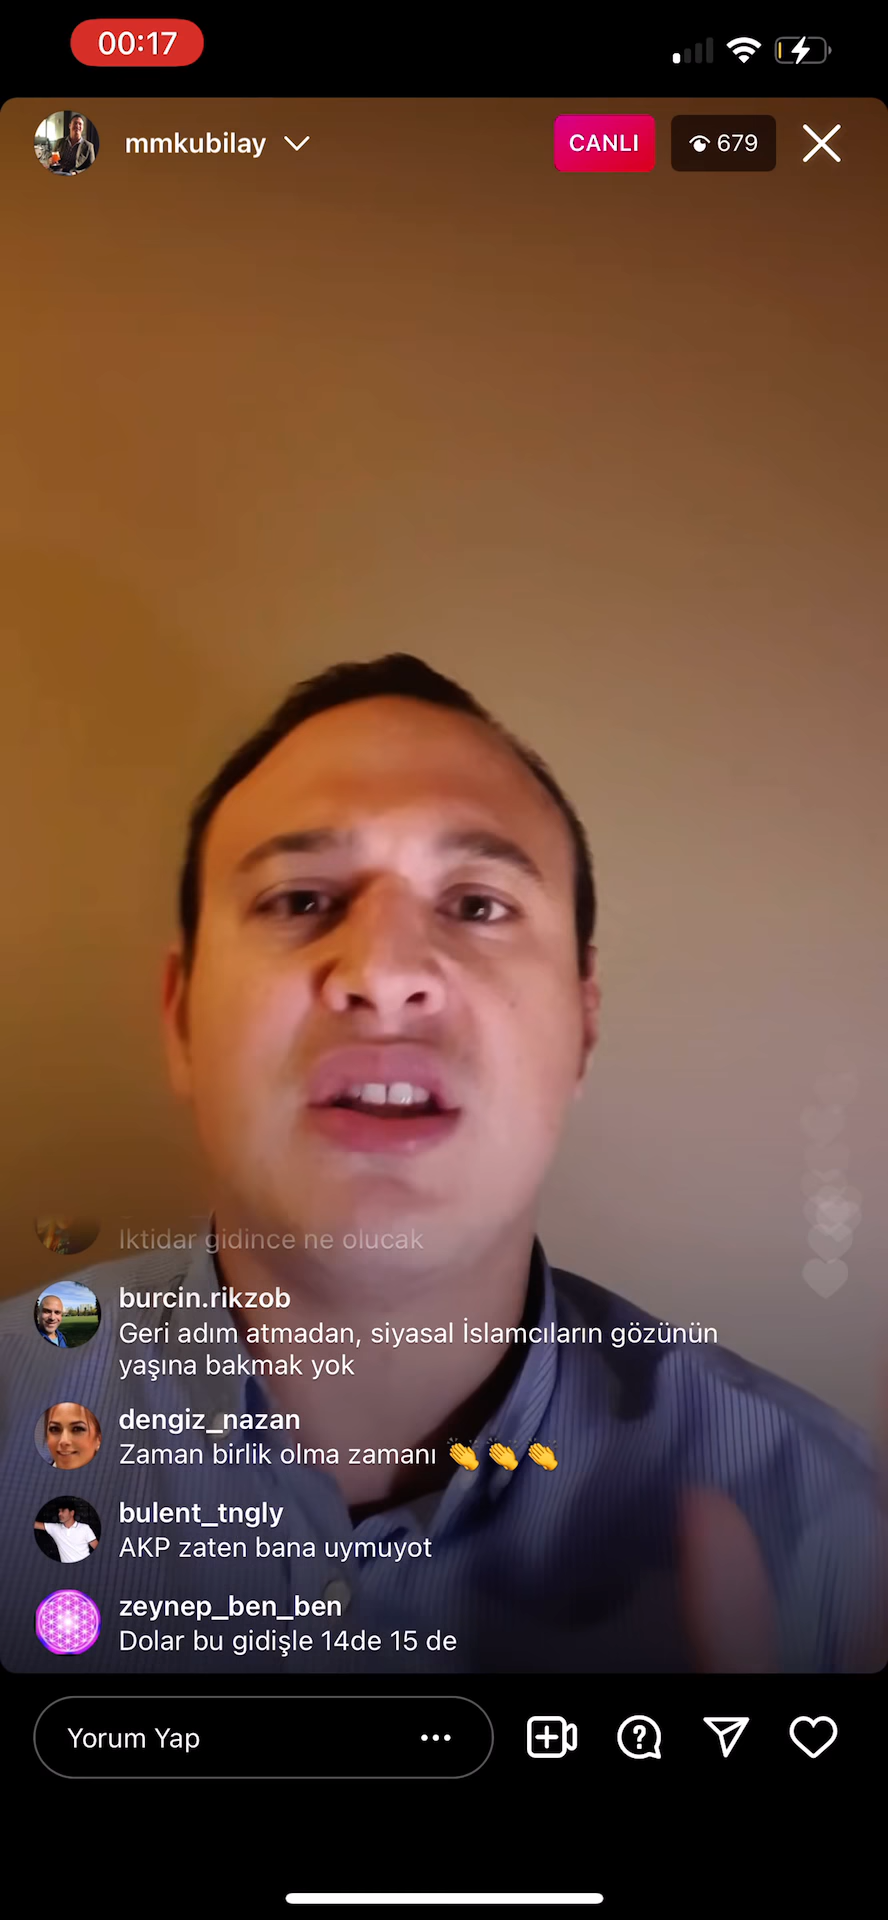 00:17
mmkubilay
CANLI
679
Iktidar gidince ne olucak
burcin.rikzob
Geri adım atmadan, siyasal İslamcıların gözünün
yaşına bakmak yok
dengiz_nazan
Zaman birlik olma zamanı 👏👏👏
bulent_tngly
AKP zaten bana uymuyot
zeynep_ben_ben
Dolar bu gidişle 14de 15 de
Yorum Yap